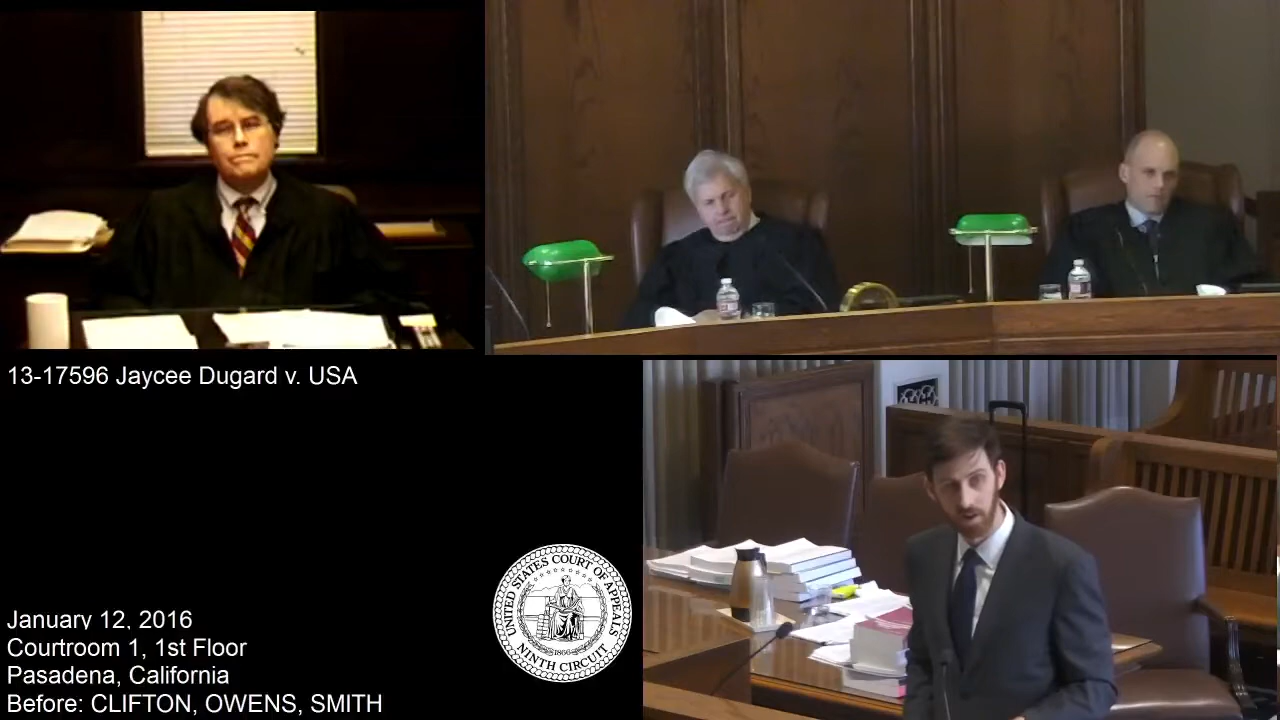 13-17596 Jaycee Dugard v. USA
UNITED STATES COURT OF APPEALS
NINTH CIRCUIT
January 12, 2016
Courtroom 1, 1st Floor
Pasadena, California
Before: CLIFTON, OWENS, SMITH